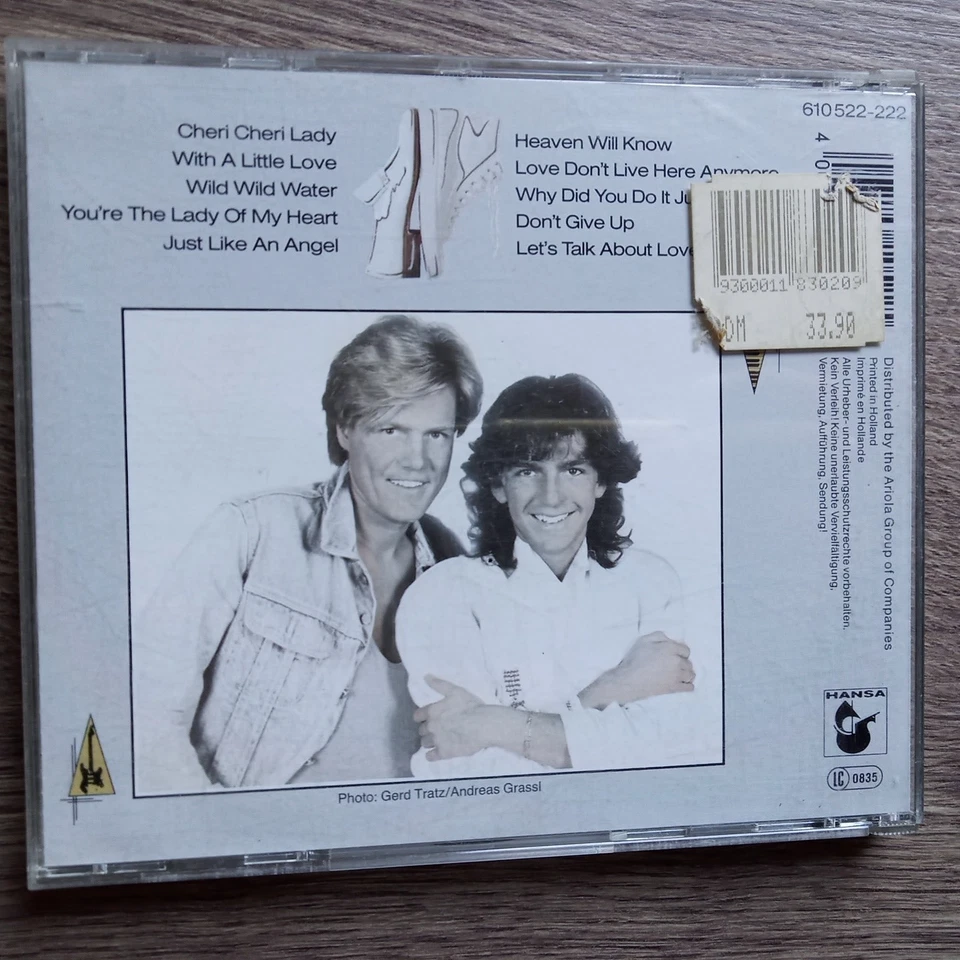 610 522-222
Cheri Cheri Lady
With A Little Love
Wild Wild Water
You're The Lady Of My Heart
Just Like An Angel
Heaven Will Know
Love Don't Live Here Anymore
Why Did You Do It
Don't Give Up
Let's Talk About Love
4 0
9300011 830209
DM 33.90
Distributed by the Ariola Group of Companies
Printed in Holland
Imprimé en Hollande
Alle Urheber- und Leistungsschutzrechte vorbehalten.
Kein Verleih! Keine unerlaubte Vervielfältigung,
Vermietung, Aufführung, Sendung!
HANSA
LC 0835
Photo: Gerd Tratz/Andreas Grassl